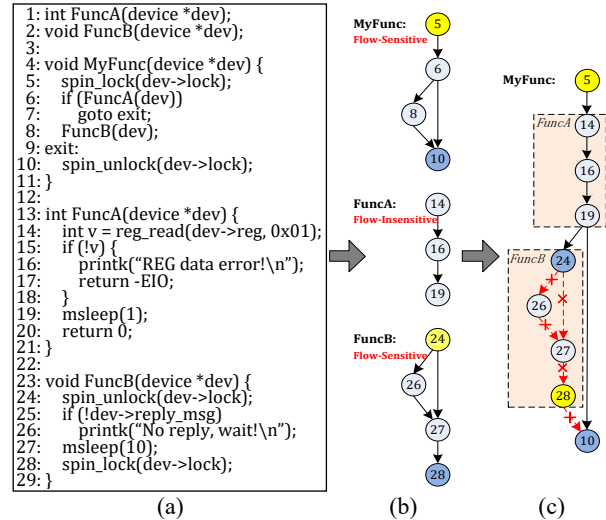 1: int FuncA(device *dev);
2: void FuncB(device *dev);
3:
4: void MyFunc(device *dev) {
5: spin_lock(dev->lock);
6: if (FuncA(dev))
7: goto exit;
8: FuncB(dev);
9: exit:
10: spin_unlock(dev->lock);
11: }
12:
13: int FuncA(device *dev) {
14: int v = reg_read(dev->reg, 0x01);
15: if (!v) {
16: printk(“REG data error!\n”);
17: return -EIO;
18: }
19: msleep(1);
20: return 0;
21: }
22:
23: void FuncB(device *dev) {
24: spin_unlock(dev->lock);
25: if (!dev->reply_msg)
26: printk(“No reply, wait!\n”);
27: msleep(10);
28: spin_lock(dev->lock);
29: }
(a)
MyFunc:
Flow-Sensitive
5
6
8
10
FuncA:
Flow-Insensitive
14
16
19
FuncB:
Flow-Sensitive
24
26
27
28
(b)
MyFunc:
5
FuncA
14
16
19
FuncB
24
26
27
28
10
(c)